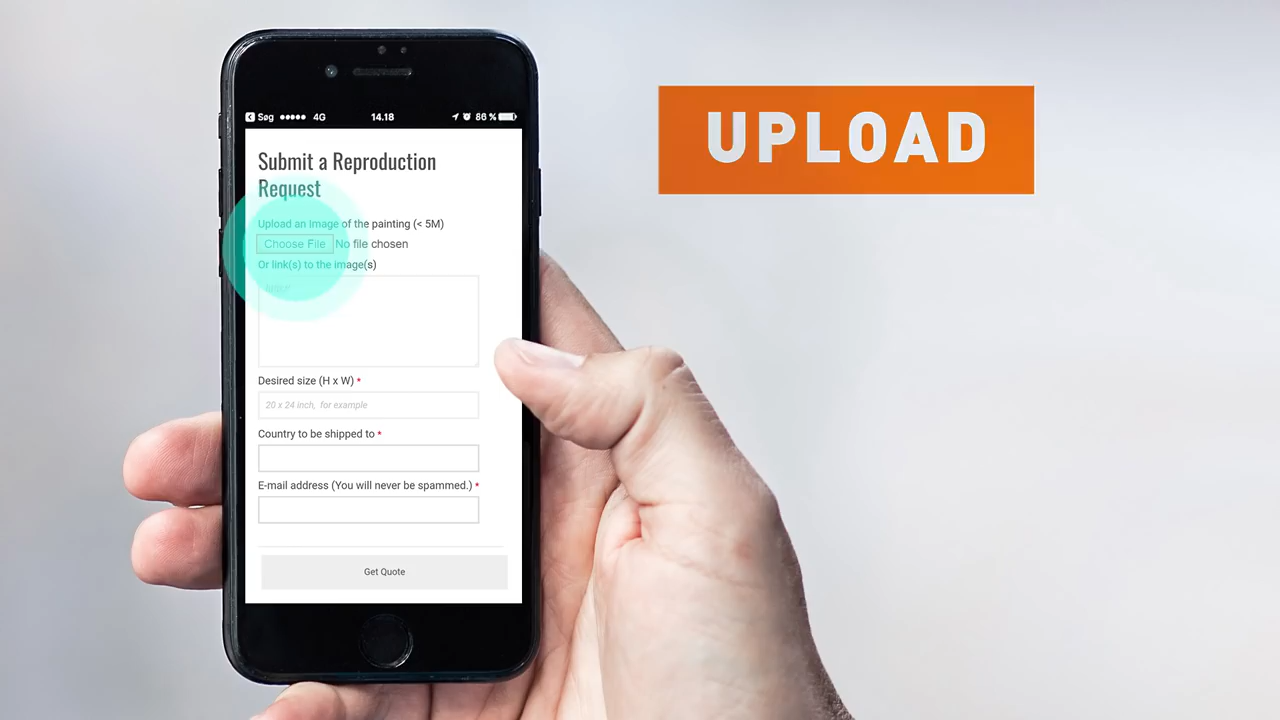 Søg 4G 14.18 86 %
UPLOAD
Submit a Reproduction
Request
Upload an Image of the painting (< 5M)
Choose File No file chosen
Or link(s) to the image(s)
Desired size (H x W) *
20 x 24 inch, for example
Country to be shipped to *
E-mail address (You will never be spammed.) *
Get Quote